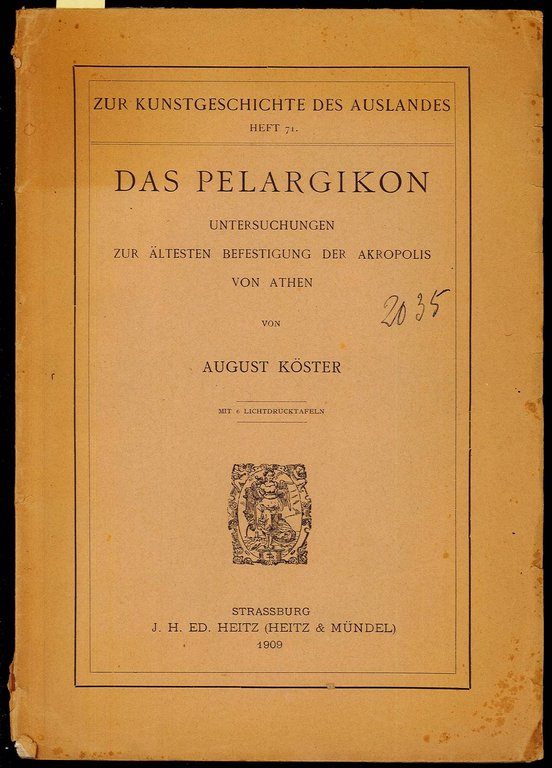 ZUR KUNSTGESCHICHTE DES AUSLANDES
HEFT 71.
DAS PELARGIKON
UNTERSUCHUNGEN
ZUR ÄLTESTEN BEFESTIGUNG DER AKROPOLIS
VON ATHEN
2035
VON
AUGUST KÖSTER
MIT 6 LICHTDRUCKTAFELN
STRASSBURG
J. H. ED. HEITZ (HEITZ & MÜNDEL)
1909